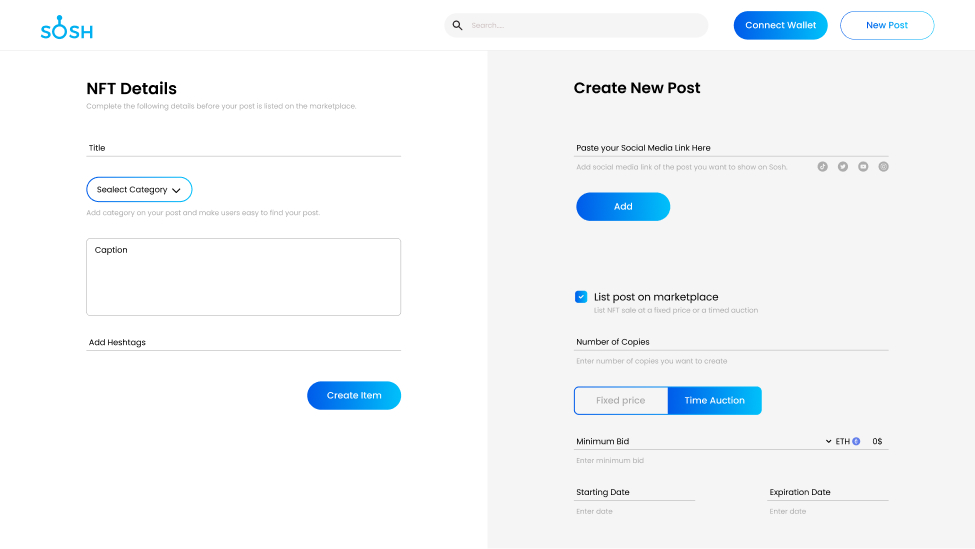 SOSH
Search....
Connect Wallet
New Post
NFT Details
Complete the following details before your post is listed on the marketplace.
Title
Sealect Category
Add category on your post and make users easy to find your post.
Caption
Add Heshtags
Create Item
Create New Post
Paste your Social Media Link Here
Add social media link of the post you want to show on Sosh.
Add
List post on marketplace
List NFT sale at a fixed price or a timed auction
Number of Copies
Enter number of copies you want to create
Fixed price
Time Auction
Minimum Bid
ETH
0$
Enter minimum bid
Starting Date
Expiration Date
Enter date
Enter date